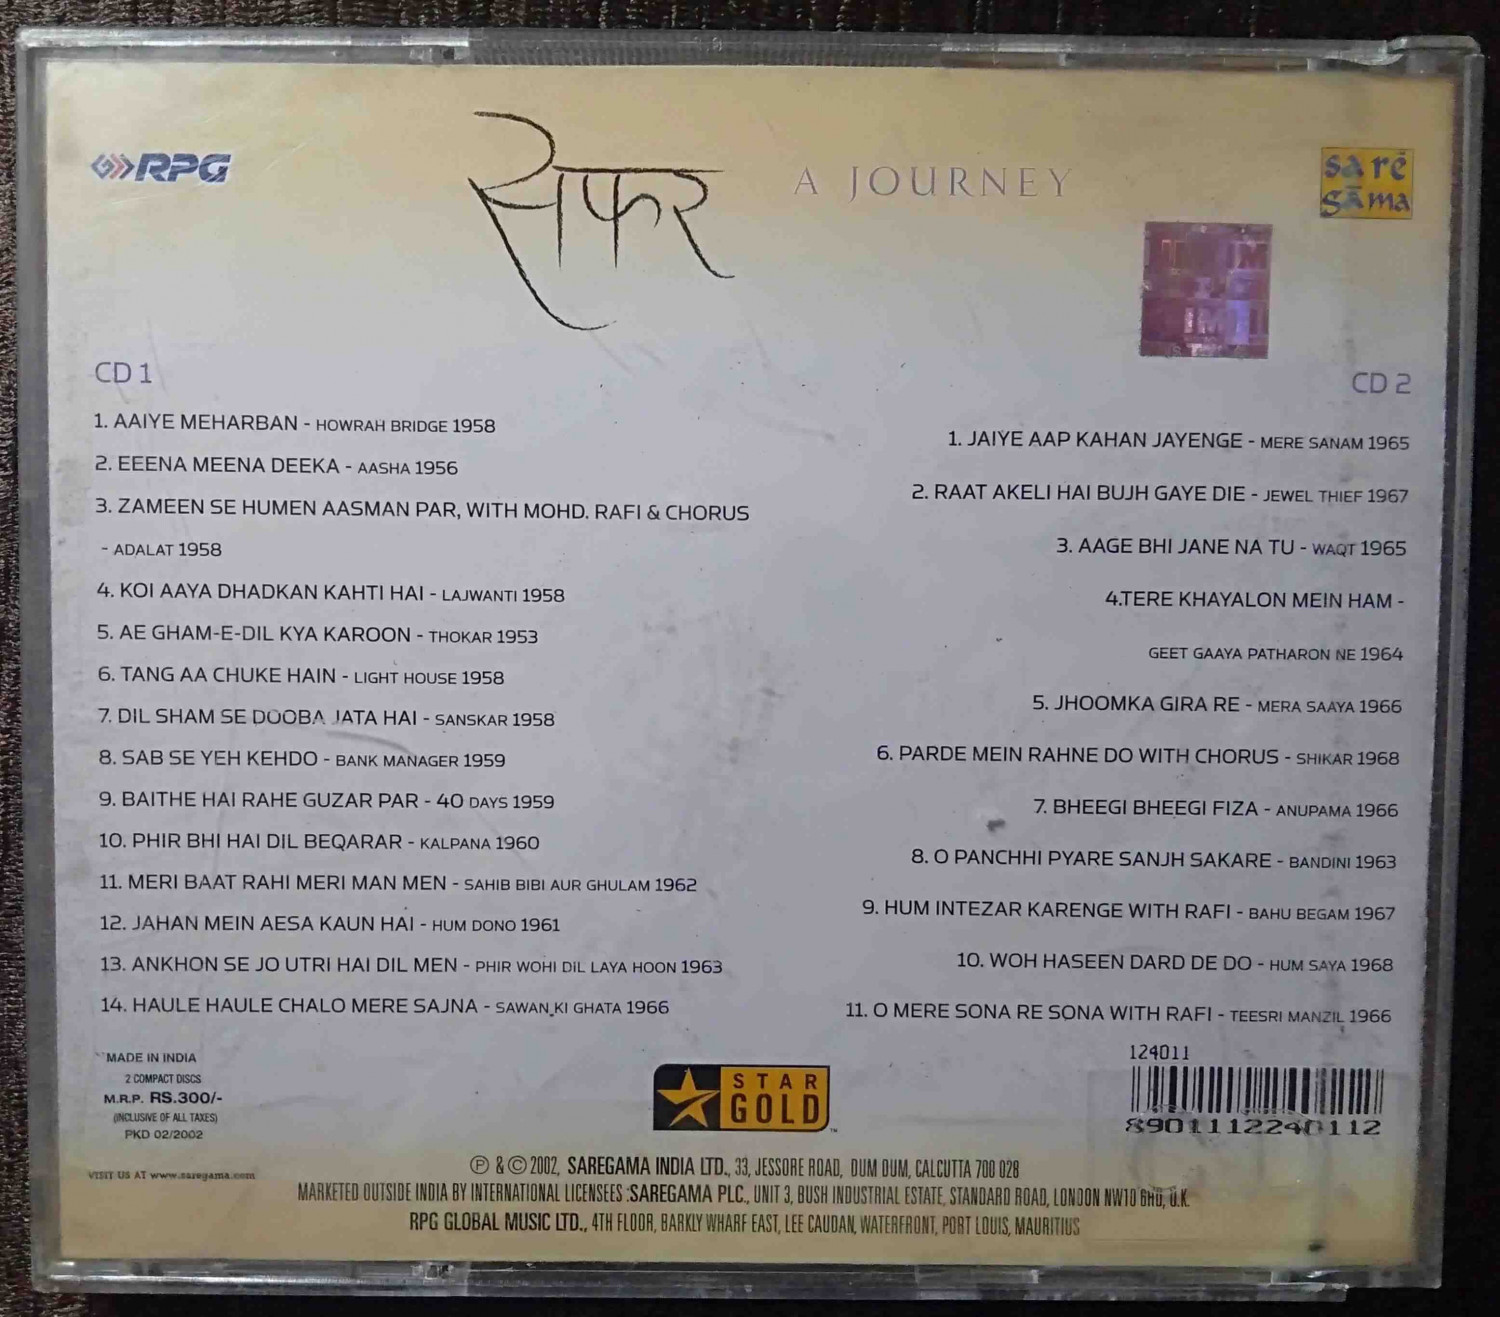 RPG
सफर
A JOURNEY
sa rē
gāma
CD 1
1. AAIYE MEHARBAN - HOWRAH BRIDGE 1958
2. EEENA MEENA DEEKA - AASHA 1956
3. ZAMEEN SE HUMEN AASMAN PAR, WITH MOHD. RAFI & CHORUS
- ADALAT 1958
4. KOI AAYA DHADKAN KAHTI HAI - LAJWANTI 1958
5. AE GHAM-E-DIL KYA KAROON - THOKAR 1953
6. TANG AA CHUKE HAIN - LIGHT HOUSE 1958
7. DIL SHAM SE DOOBA JATA HAI - SANSKAR 1958
8. SAB SE YEH KEHDO - BANK MANAGER 1959
9. BAITHE HAI RAHE GUZAR PAR - 40 DAYS 1959
10. PHIR BHI HAI DIL BEQARAR - KALPANA 1960
11. MERI BAAT RAHI MERI MAN MEN - SAHIB BIBI AUR GHULAM 1962
12. JAHAN MEIN AESA KAUN HAI - HUM DONO 1961
13. ANKHON SE JO UTRI HAI DIL MEN - PHIR WOHI DIL LAYA HOON 1963
14. HAULE HAULE CHALO MERE SAJNA - SAWAN KI GHATA 1966
CD 2
1. JAIYE AAP KAHAN JAYENGE - MERE SANAM 1965
2. RAAT AKELI HAI BUJH GAYE DIE - JEWEL THIEF 1967
3. AAGE BHI JANE NA TU - WAQT 1965
4.TERE KHAYALON MEIN HAM -
GEET GAAYA PATHARON NE 1964
5. JHOOMKA GIRA RE - MERA SAAYA 1966
6. PARDE MEIN RAHNE DO WITH CHORUS - SHIKAR 1968
7. BHEEGI BHEEGI FIZA - ANUPAMA 1966
8. O PANCHHI PYARE SANJH SAKARE - BANDINI 1963
9. HUM INTEZAR KARENGE WITH RAFI - BAHU BEGAM 1967
10. WOH HASEEN DARD DE DO - HUM SAYA 1968
11. O MERE SONA RE SONA WITH RAFI - TEESRI MANZIL 1966
MADE IN INDIA
2 COMPACT DISCS
M.R.P. RS.300/-
(INCLUSIVE OF ALL TAXES)
PKD 02/2002
VISIT US AT www.saregama.com
STAR
GOLD
TM
124011
8901112240112
℗ & © 2002, SAREGAMA INDIA LTD., 33, JESSORE ROAD, DUM DUM, CALCUTTA 700 028
MARKETED OUTSIDE INDIA BY INTERNATIONAL LICENSEES :SAREGAMA PLC., UNIT 3, BUSH INDUSTRIAL ESTATE, STANDARD ROAD, LONDON NW10 U.K.
RPG GLOBAL MUSIC LTD., 4TH FLOOR, BARKLY WHARF EAST, LEE CAUDAN, WATERFRONT, PORT LOUIS, MAURITIUS